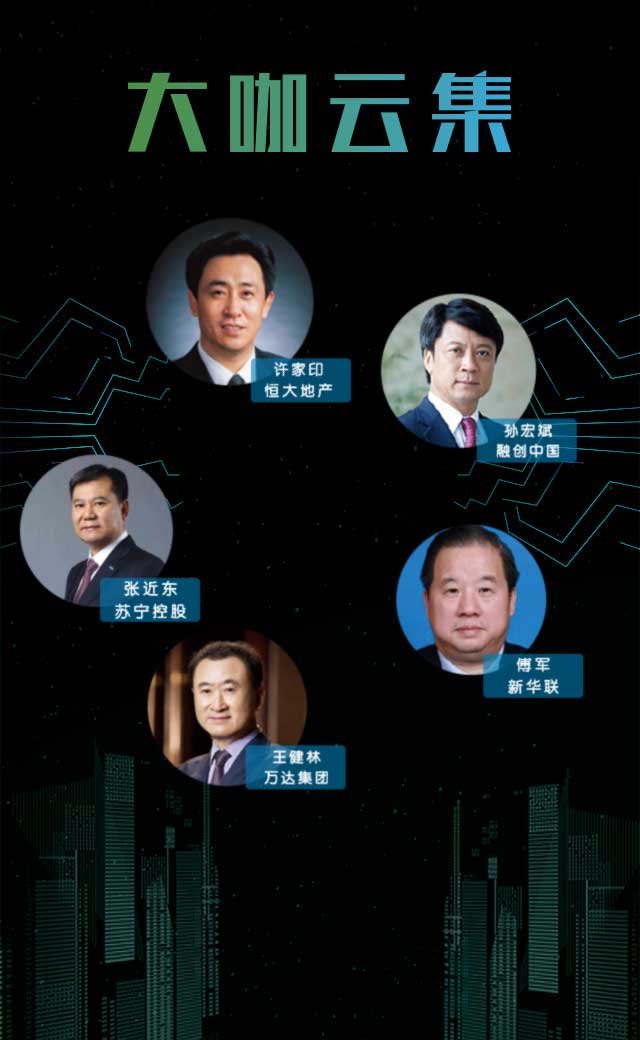 大咖云集
许家印
恒大地产
孙宏斌
融创中国
张近东
苏宁控股
傅军
新华联
王健林
万达集团